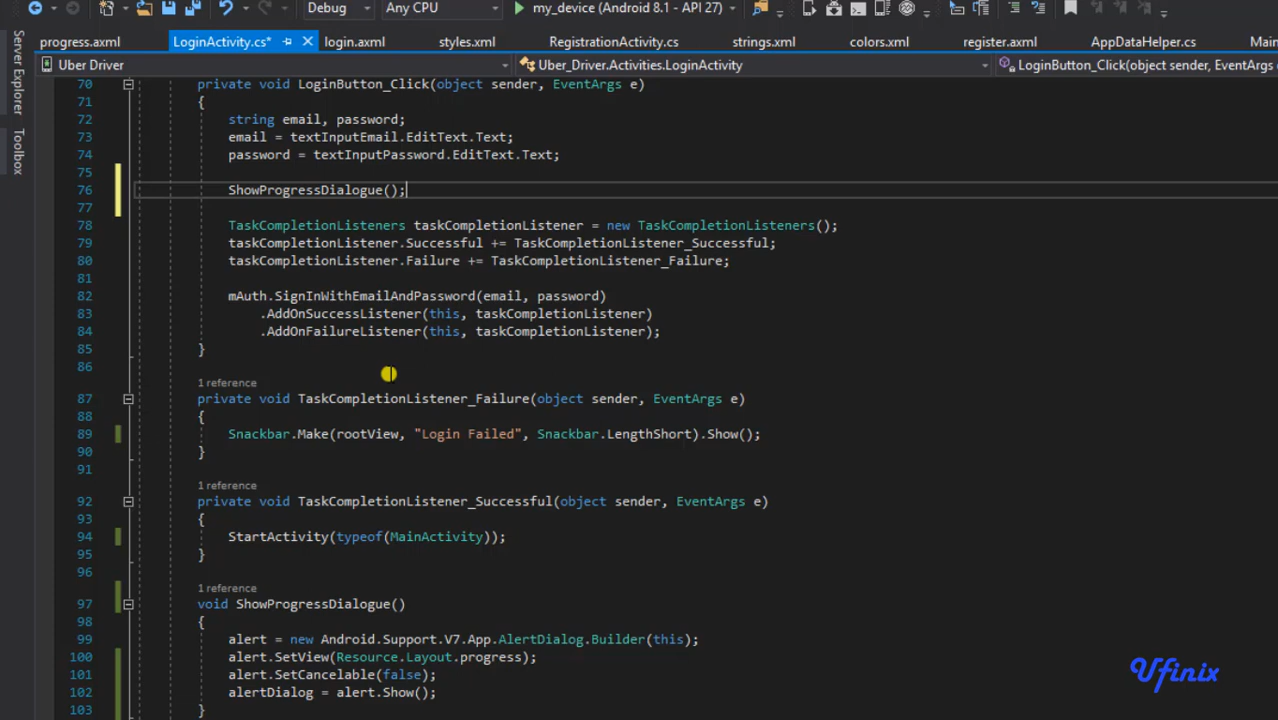 Debug Any CPU my_device (Android 8.1 - API 27)
progress.axml LoginActivity.cs* login.axml styles.xml RegistrationActivity.cs strings.xml colors.xml register.axml AppDataHelper.cs Main
Uber Driver Uber_Driver.Activities.LoginActivity LoginButton_Click(object sender, EventArgs
Server Explorer
Toolbox
70 private void LoginButton_Click(object sender, EventArgs e)
71 {
72 string email, password;
73 email = textInputEmail.EditText.Text;
74 password = textInputPassword.EditText.Text;
75
76 ShowProgressDialogue();
77
78 TaskCompletionListeners taskCompletionListener = new TaskCompletionListeners();
79 taskCompletionListener.Successful += TaskCompletionListener_Successful;
80 taskCompletionListener.Failure += TaskCompletionListener_Failure;
81
82 mAuth.SignInWithEmailAndPassword(email, password)
83 .AddOnSuccessListener(this, taskCompletionListener)
84 .AddOnFailureListener(this, taskCompletionListener);
85 }
86
1 reference
87 private void TaskCompletionListener_Failure(object sender, EventArgs e)
88 {
89 Snackbar.Make(rootView, "Login Failed", Snackbar.LengthShort).Show();
90 }
91
1 reference
92 private void TaskCompletionListener_Successful(object sender, EventArgs e)
93 {
94 StartActivity(typeof(MainActivity));
95 }
96
1 reference
97 void ShowProgressDialogue()
98 {
99 alert = new Android.Support.V7.App.AlertDialog.Builder(this);
100 alert.SetView(Resource.Layout.progress);
101 alert.SetCancelable(false);
102 alertDialog = alert.Show();
103 }
Ufinix